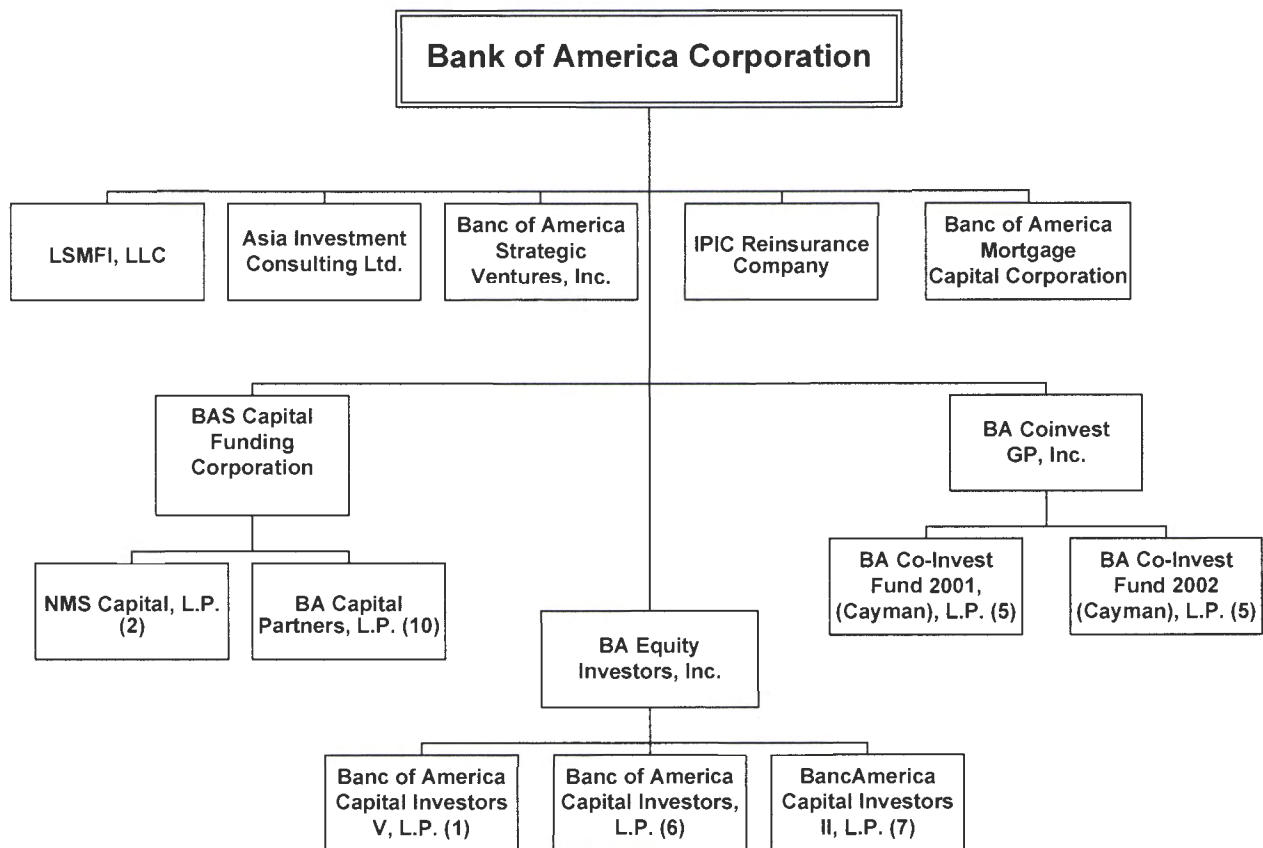 Bank of America Corporation
LSMFI, LLC
Asia Investment
Consulting Ltd.
Banc of America
Strategic
Ventures, Inc.
IPIC Reinsurance
Company
Banc of America
Mortgage
Capital Corporation
BAS Capital
Funding
Corporation
BA Coinvest
GP, Inc.
NMS Capital, L.P.
(2)
BA Capital
Partners, L.P. (10)
BA Co-Invest
Fund 2001,
(Cayman), L.P. (5)
BA Co-Invest
Fund 2002
(Cayman), L.P. (5)
BA Equity
Investors, Inc.
Banc of America
Capital Investors
V, L.P. (1)
Banc of America
Capital Investors,
L.P. (6)
BancAmerica
Capital Investors
II, L.P. (7)